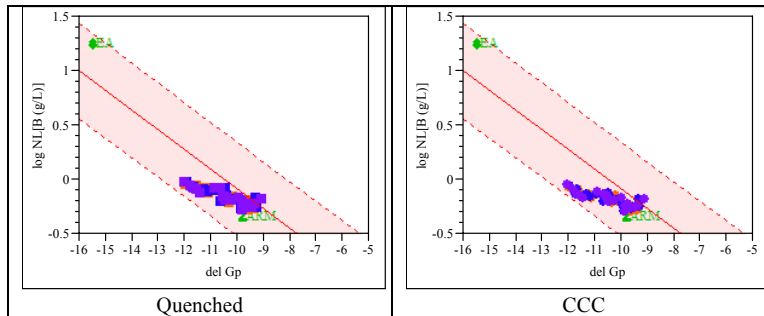 1.5
1
0.5
0
-0.5
log NL[B (g/L)]
EA
ARM
-16 -15 -14 -13 -12 -11 -10 -9 -8 -7 -6 -5
del Gp
Quenched
1.5
1
0.5
0
-0.5
log NL[B (g/L)]
EA
ARM
-16 -15 -14 -13 -12 -11 -10 -9 -8 -7 -6 -5
del Gp
CCC